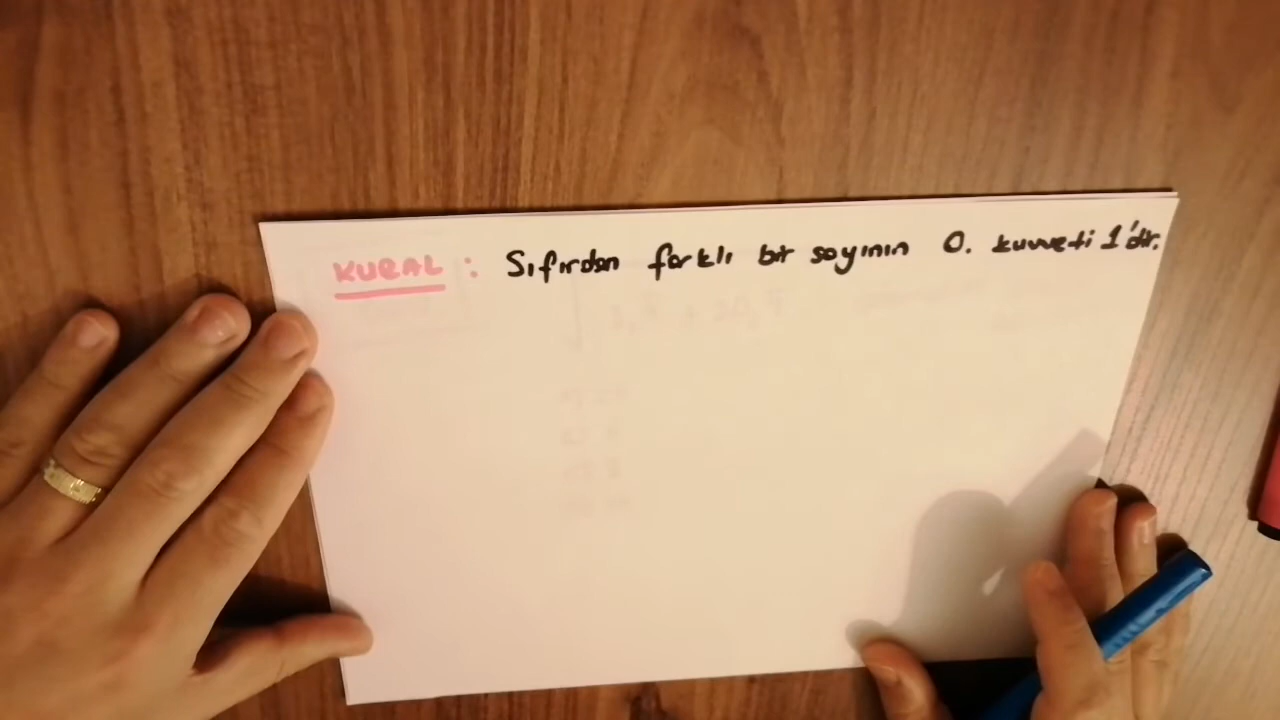 KURAL : Sıfırdan farklı bir sayının 0. kuvveti 1'dir.